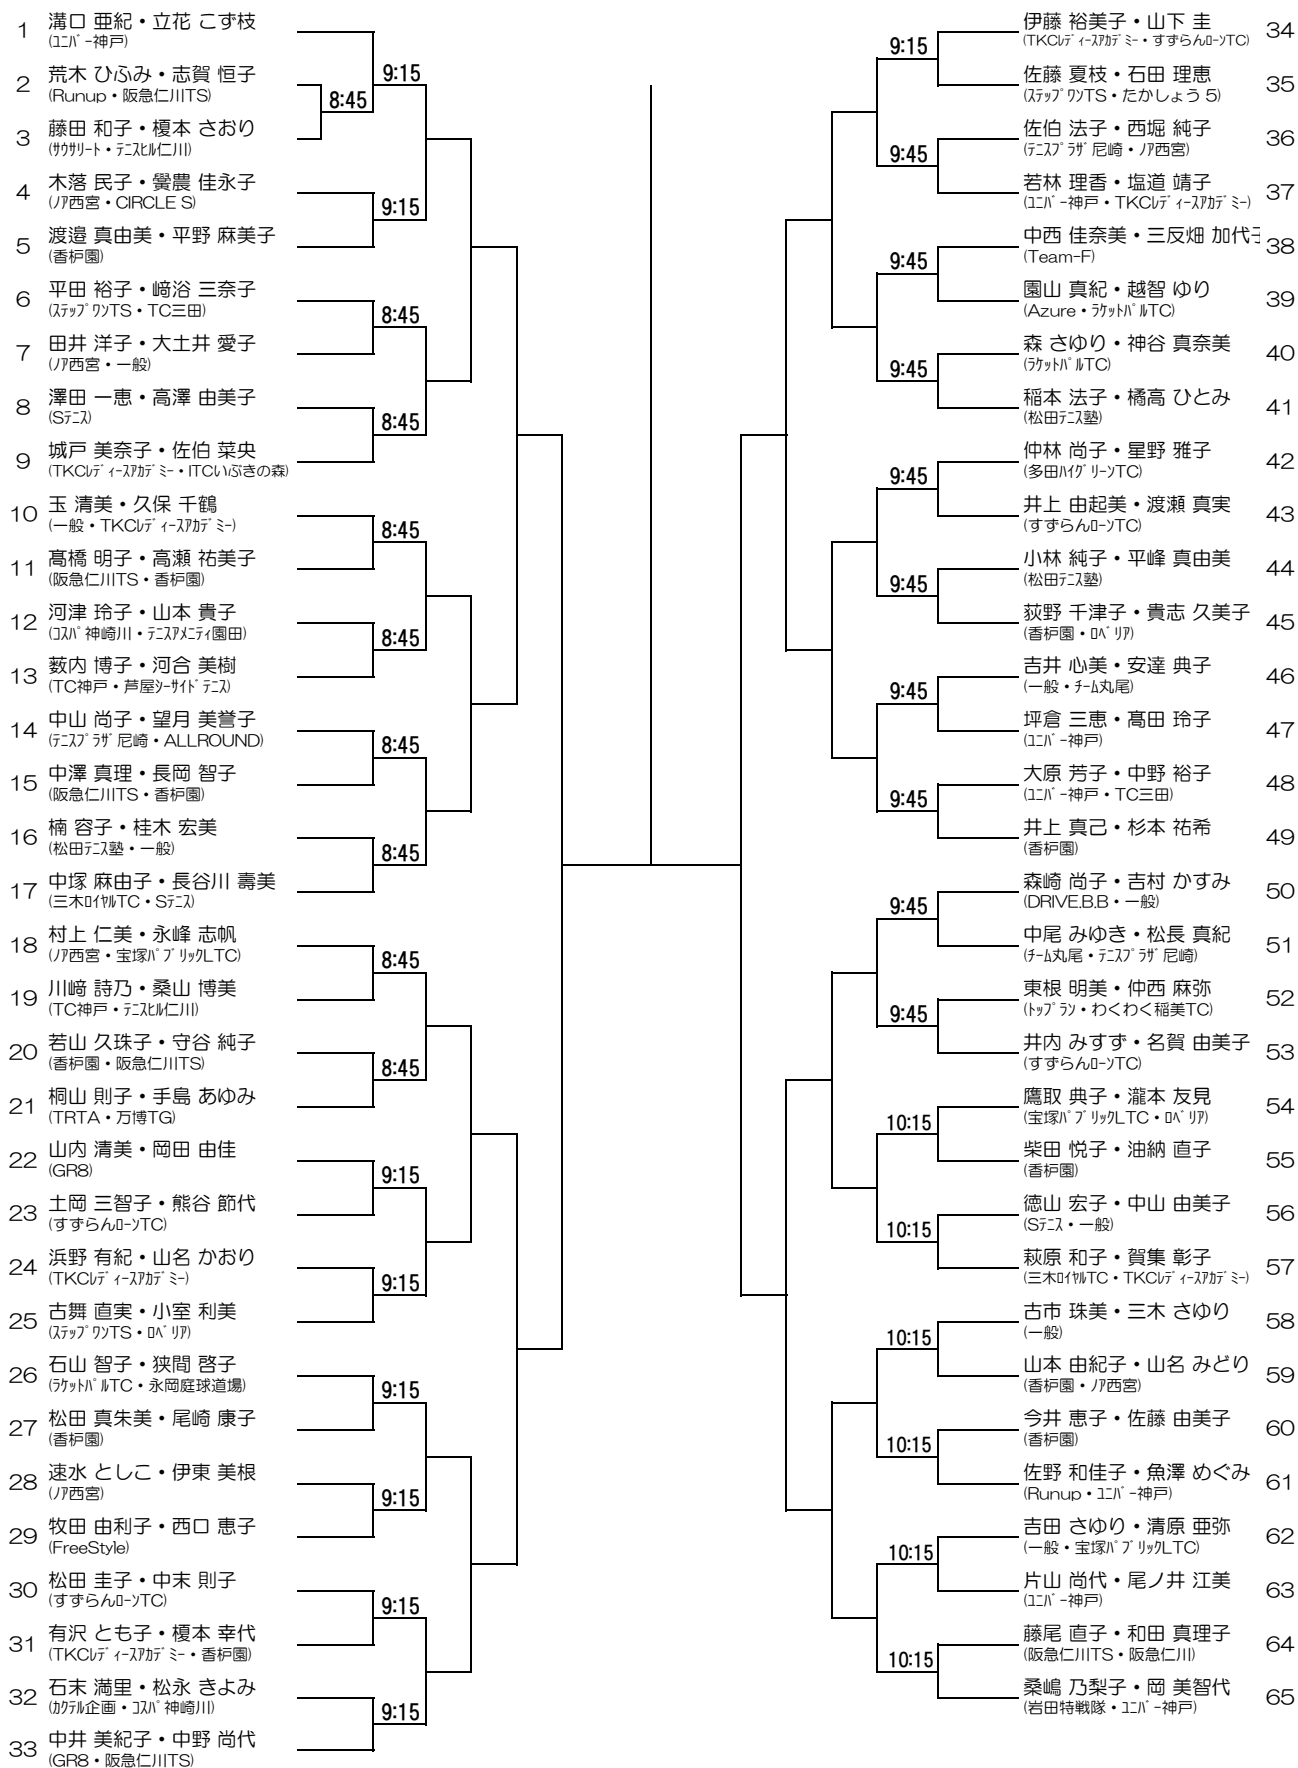 1 溝口 亜紀・立花 こず枝
(ﾕﾆﾊﾞｰ神戸)
2 荒木 ひふみ・志賀 恒子
(Runup・阪急仁川TS)
3 藤田 和子・榎本 さおり
(ｻｳｻﾘｰﾄ・ﾃﾆｽﾋﾙ仁川)
9:15
8:45
4 木落 民子・鸒農 佳永子
(ﾉｱ西宮・CIRCLE S)
5 渡邉 真由美・平野 麻美子
(香枦園)
9:15
6 平田 裕子・﨑浴 三奈子
(ｽﾃｯﾌﾟﾜﾝTS・TC三田)
7 田井 洋子・大土井 愛子
(ﾉｱ西宮・一般)
8:45
8 澤田 一恵・高澤 由美子
(Sﾃﾆｽ)
9 城戸 美奈子・佐伯 菜央
(TKCﾚﾃﾞｨｰｽｱｶﾃﾞﾐｰ・ITCいぶきの森)
8:45
10 玉 清美・久保 千鶴
(一般・TKCﾚﾃﾞｨｰｽｱｶﾃﾞﾐｰ)
11 髙橋 明子・高瀬 祐美子
(阪急仁川TS・香枦園)
8:45
12 河津 玲子・山本 貴子
(ｺｽﾊﾟ神崎川・ﾃﾆｽｱﾒﾆﾃｨ園田)
13 薮内 博子・河合 美樹
(TC神戸・芦屋ｼｰｻｲﾄﾞﾃﾆｽ)
8:45
14 中山 尚子・望月 美誉子
(ﾃﾆｽﾌﾟﾗｻﾞ尼崎・ALLROUND)
15 中澤 真理・長岡 智子
(阪急仁川TS・香枦園)
8:45
16 楠 容子・桂木 宏美
(松田ﾃﾆｽ塾・一般)
17 中塚 麻由子・長谷川 壽美
(三木ﾛｲﾔﾙTC・Sﾃﾆｽ)
8:45
18 村上 仁美・永峰 志帆
(ﾉｱ西宮・宝塚ﾊﾟﾌﾞﾘｯｸLTC)
19 川﨑 詩乃・桑山 博美
(TC神戸・ﾃﾆｽﾋﾙ仁川)
8:45
20 若山 久珠子・守谷 純子
(香枦園・阪急仁川TS)
21 桐山 則子・手島 あゆみ
(TRTA・万博TG)
8:45
22 山内 清美・岡田 由佳
(GR8)
23 土岡 三智子・熊谷 節代
(すずらんﾛｰﾝTC)
9:15
24 浜野 有紀・山名 かおり
(TKCﾚﾃﾞｨｰｽｱｶﾃﾞﾐｰ)
25 古舞 直実・小室 利美
(ｽﾃｯﾌﾟﾜﾝTS・ﾛﾍﾞﾘｱ)
9:15
26 石山 智子・狭間 啓子
(ﾗｹｯﾄﾊﾟﾙTC・永岡庭球道場)
27 松田 真朱美・尾崎 康子
(香枦園)
9:15
28 速水 としこ・伊東 美根
(ﾉｱ西宮)
29 牧田 由利子・西口 恵子
(FreeStyle)
9:15
30 松田 圭子・中末 則子
(すずらんﾛｰﾝTC)
31 有沢 とも子・榎本 幸代
(TKCﾚﾃﾞｨｰｽｱｶﾃﾞﾐｰ・香枦園)
9:15
32 石末 満里・松永 きよみ
(ｶｸﾃﾙ企画・ｺｽﾊﾟ神崎川)
33 中井 美紀子・中野 尚代
(GR8・阪急仁川TS)
9:15
伊藤 裕美子・山下 圭 34
(TKCﾚﾃﾞｨｰｽｱｶﾃﾞﾐｰ・すずらんﾛｰﾝTC)
佐藤 夏枝・石田 理恵 35
(ｽﾃｯﾌﾟﾜﾝTS・たかしょう 5)
9:15
佐伯 法子・西堀 純子 36
(ﾃﾆｽﾌﾟﾗｻﾞ尼崎・ﾉｱ西宮)
若林 理香・塩道 靖子 37
(ﾕﾆﾊﾞｰ神戸・TKCﾚﾃﾞｨｰｽｱｶﾃﾞﾐｰ)
9:45
中西 佳奈美・三反畑 加代子 38
(Team-F)
園山 真紀・越智 ゆり 39
(Azure・ﾗｹｯﾄﾊﾟﾙTC)
9:45
森 さゆり・神谷 真奈美 40
(ﾗｹｯﾄﾊﾟﾙTC)
稲本 法子・橘高 ひとみ 41
(松田ﾃﾆｽ塾)
9:45
仲林 尚子・星野 雅子 42
(多田ﾊｲｸﾞﾘｰﾝTC)
井上 由起美・渡瀬 真実 43
(すずらんﾛｰﾝTC)
9:45
小林 純子・平峰 真由美 44
(松田ﾃﾆｽ塾)
荻野 千津子・貴志 久美子 45
(香枦園・ﾛﾍﾞﾘｱ)
9:45
吉井 心美・安達 典子 46
(一般・ﾁｰﾑ丸尾)
坪倉 三恵・髙田 玲子 47
(ﾕﾆﾊﾞｰ神戸)
9:45
大原 芳子・中野 裕子 48
(ﾕﾆﾊﾞｰ神戸・TC三田)
井上 真己・杉本 祐希 49
(香枦園)
9:45
森崎 尚子・吉村 かすみ 50
(DRIVE.B.B・一般)
中尾 みゆき・松長 真紀 51
(ﾁｰﾑ丸尾・ﾃﾆｽﾌﾟﾗｻﾞ尼崎)
9:45
東根 明美・仲西 麻弥 52
(ﾄｯﾌﾟﾗﾝ・わくわく稲美TC)
井内 みすず・名賀 由美子 53
(すずらんﾛｰﾝTC)
9:45
鷹取 典子・瀧本 友見 54
(宝塚ﾊﾟﾌﾞﾘｯｸLTC・ﾛﾍﾞﾘｱ)
柴田 悦子・油納 直子 55
(香枦園)
10:15
徳山 宏子・中山 由美子 56
(Sﾃﾆｽ・一般)
萩原 和子・賀集 彰子 57
(三木ﾛｲﾔﾙTC・TKCﾚﾃﾞｨｰｽｱｶﾃﾞﾐｰ)
10:15
古市 珠美・三木 さゆり 58
(一般)
山本 由紀子・山名 みどり 59
(香枦園・ﾉｱ西宮)
10:15
今井 恵子・佐藤 由美子 60
(香枦園)
佐野 和佳子・魚澤 めぐみ 61
(Runup・ﾕﾆﾊﾞｰ神戸)
10:15
吉田 さゆり・清原 亜弥 62
(一般・宝塚ﾊﾟﾌﾞﾘｯｸLTC)
片山 尚代・尾ノ井 江美 63
(ﾕﾆﾊﾞｰ神戸)
10:15
藤尾 直子・和田 真理子 64
(阪急仁川TS・阪急仁川)
桑嶋 乃梨子・岡 美智代 65
(岩田特戦隊・ﾕﾆﾊﾞｰ神戸)
10:15